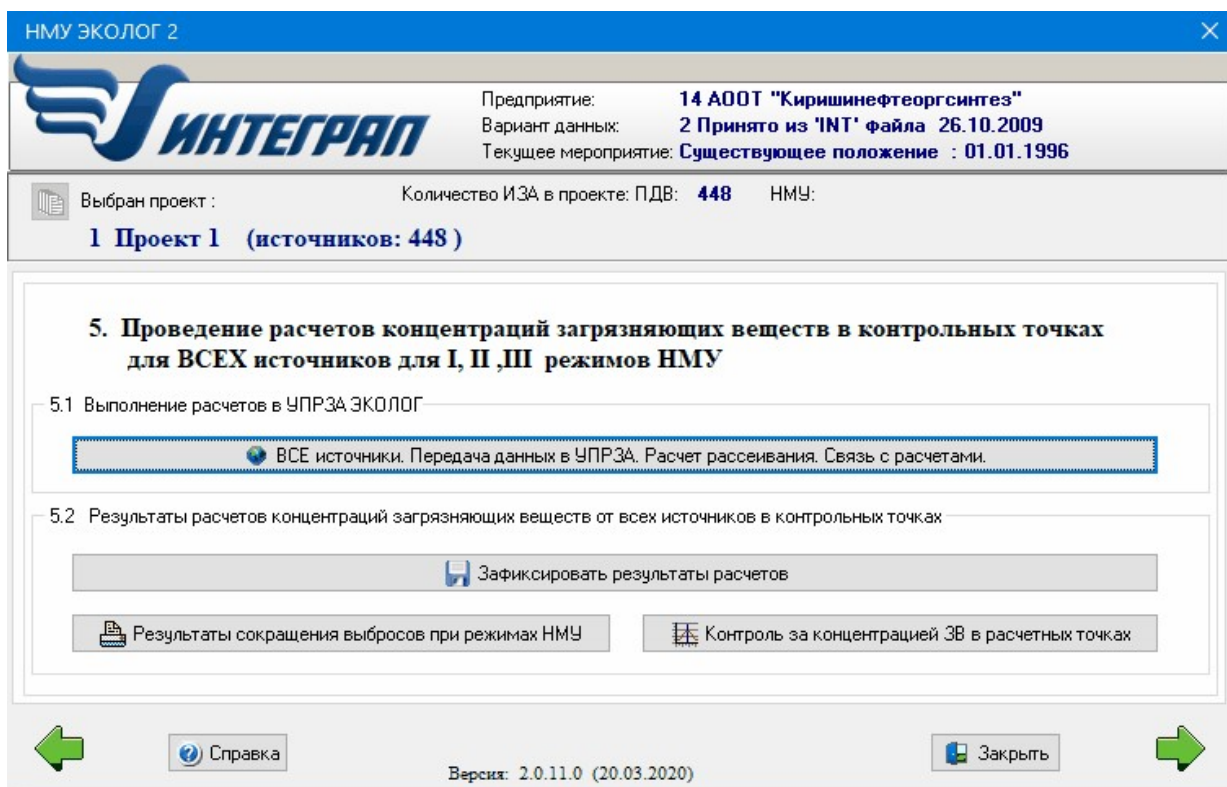 НМУ ЭКОЛОГ 2
ИНТЕГРАЛ
Предприятие: 14 АООТ "Киришинефтеоргсинтез"
Вариант данных: 2 Принято из 'INT' файла 26.10.2009
Текущее мероприятие: Существующее положение : 01.01.1996
Выбран проект : Количество ИЗА в проекте: ПДВ: 448 НМУ:
1 Проект 1 (источников: 448 )
5. Проведение расчетов концентраций загрязняющих веществ в контрольных точках
для ВСЕХ источников для I, II ,III режимов НМУ
5.1 Выполнение расчетов в УПРЗА ЭКОЛОГ
ВСЕ источники. Передача данных в УПРЗА. Расчет рассеивания. Связь с расчетами.
5.2 Результаты расчетов концентраций загрязняющих веществ от всех источников в контрольных точках
Зафиксировать результаты расчетов
Результаты сокращения выбросов при режимах НМУ Контроль за концентрацией ЗВ в расчетных точках
Справка Закрыть
Версия: 2.0.11.0 (20.03.2020)